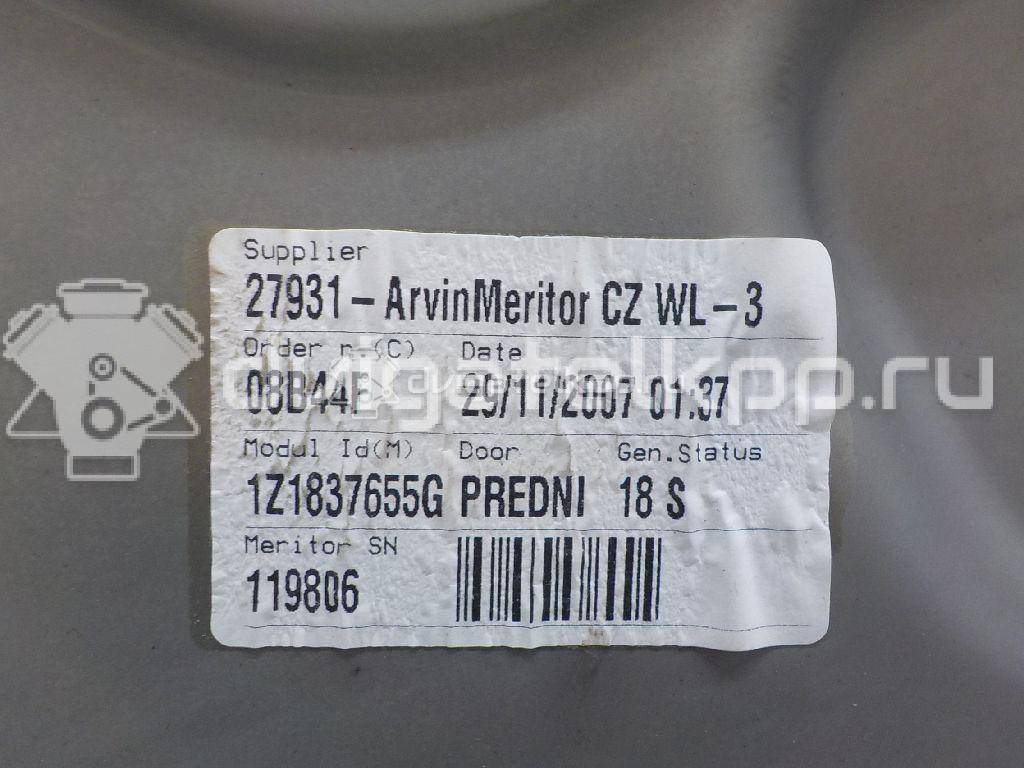 Supplier
27931-ArvinMeritor CZ WL-3
Order n.(C) Date
29/11/2007 01:37
Modul Id(M) Door Gen.Status
1Z1837655G PREDNI 18 S
Meritor SN
119806